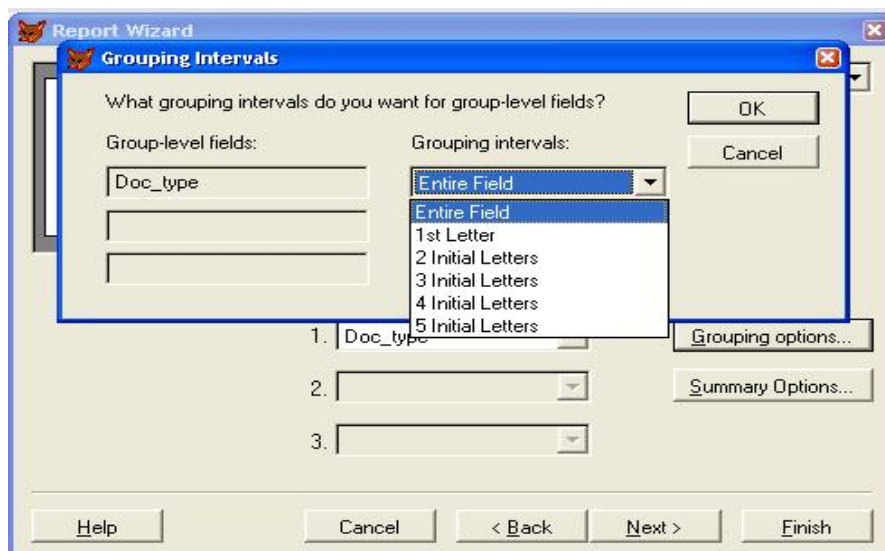 Report Wizard
Grouping Intervals
What grouping intervals do you want for group-level fields?
OK
Cancel
Group-level fields:
Grouping intervals:
Doc_type
Entire Field
Entire Field
1st Letter
2 Initial Letters
3 Initial Letters
4 Initial Letters
5 Initial Letters
1. Doc_type
Grouping options...
2.
Summary Options...
3.
Help
Cancel
< Back
Next >
Finish